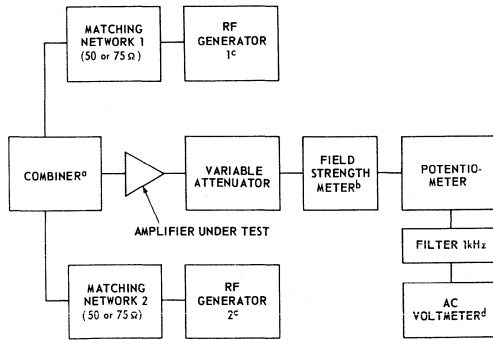 MATCHING
NETWORK 1
(50 or 75 Ω)
RF
GENERATOR
1ᶜ
COMBINERᵃ
VARIABLE
ATTENUATOR
FIELD
STRENGTH
METERᵇ
POTENTIO-
METER
AMPLIFIER UNDER TEST
FILTER 1kHz
MATCHING
NETWORK 2
(50 or 75 Ω)
RF
GENERATOR
2ᶜ
AC
VOLTMETERᵈ